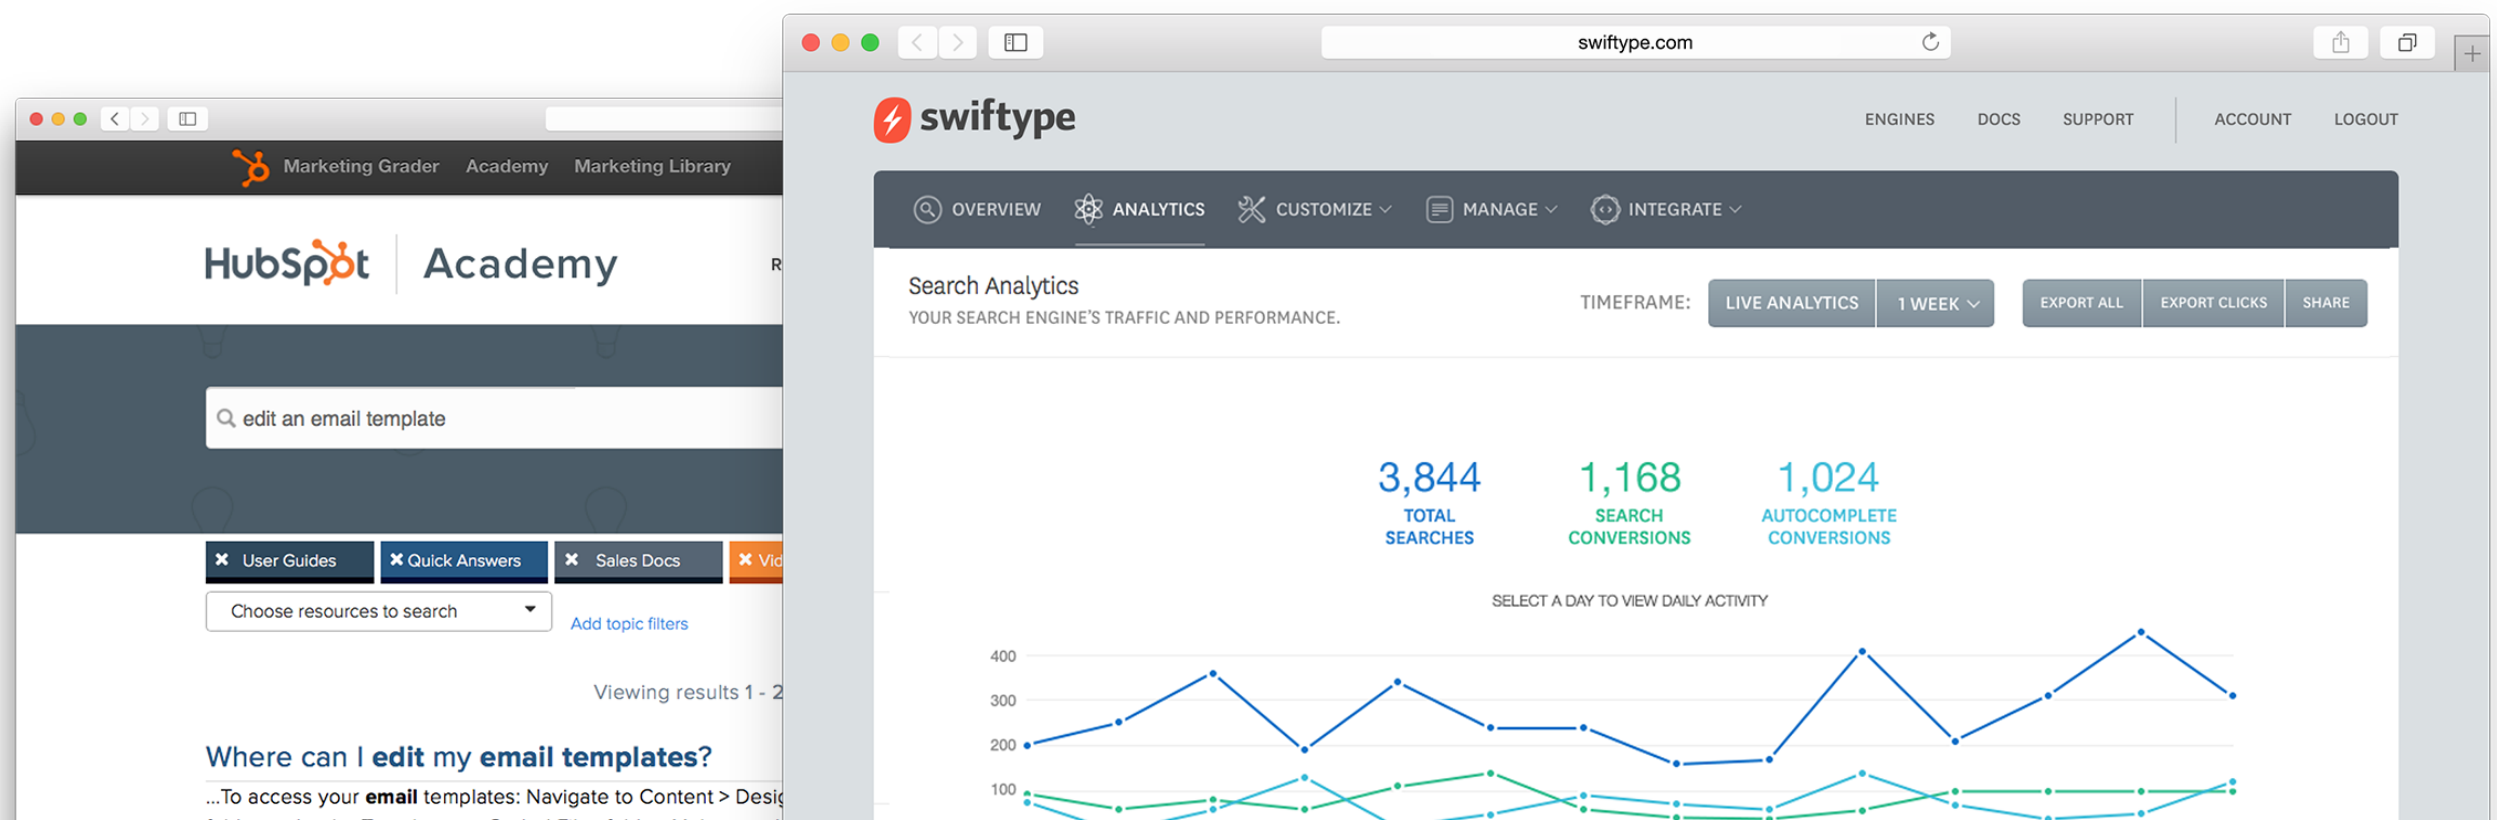 Marketing Grader Academy Marketing Library
HubSpot Academy
R
edit an email template
User Guides Quick Answers Sales Docs Vid
Choose resources to search
Add topic filters
Viewing results 1 - 2
Where can I edit my email templates?
...To access your email templates: Navigate to Content > Desig
swiftype.com
swiftype
ENGINES DOCS SUPPORT ACCOUNT LOGOUT
OVERVIEW ANALYTICS CUSTOMIZE MANAGE INTEGRATE
Search Analytics
YOUR SEARCH ENGINE'S TRAFFIC AND PERFORMANCE.
TIMEFRAME: LIVE ANALYTICS 1 WEEK EXPORT ALL EXPORT CLICKS SHARE
3,844 1,168 1,024
TOTAL SEARCH AUTOCOMPLETE
SEARCHES CONVERSIONS CONVERSIONS
SELECT A DAY TO VIEW DAILY ACTIVITY
400
300
200
100